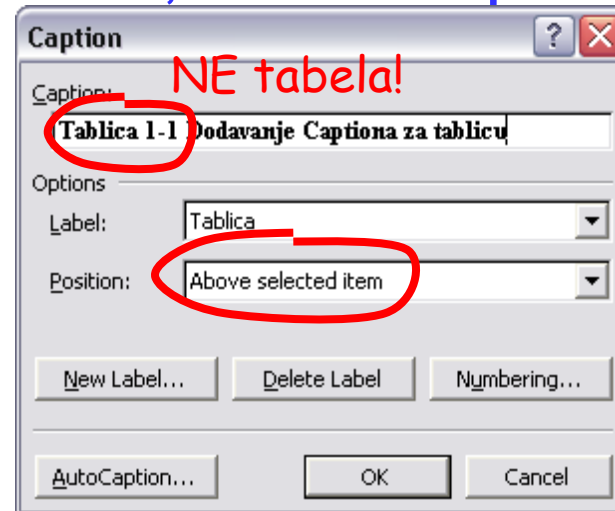 Caption
NE tabela!
Caption:
Tablica 1-1 Dodavanje Captiona za tablicu
Options
Label: Tablica
Position: Above selected item
New Label... Delete Label Numbering...
AutoCaption... OK Cancel